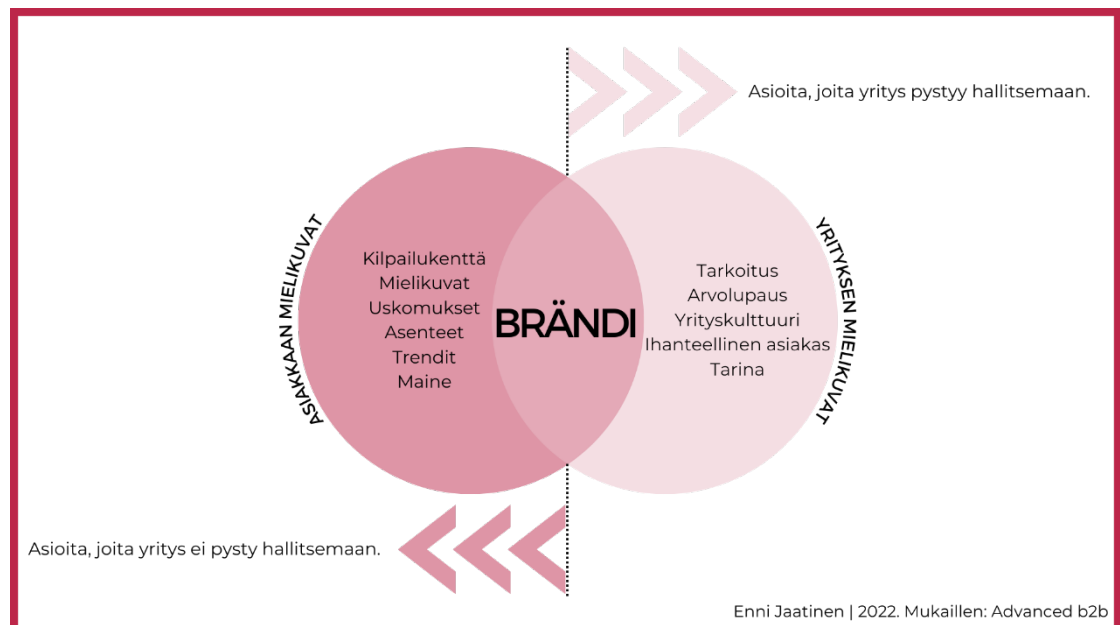 Asioita, joita yritys pystyy hallitsemaan.
ASIAKKAAN MIELIKUVAT
Kilpailukenttä
Mielikuvat
Uskomukset
Asenteet
Trendit
Maine
BRÄNDI
Tarkoitus
Arvolupaus
Yrityskulttuuri
Ihanteellinen asiakas
Tarina
YRITYKSEN MIELIKUVAT
Asioita, joita yritys ei pysty hallitsemaan.
Enni Jaatinen | 2022. Mukaillen: Advanced b2b